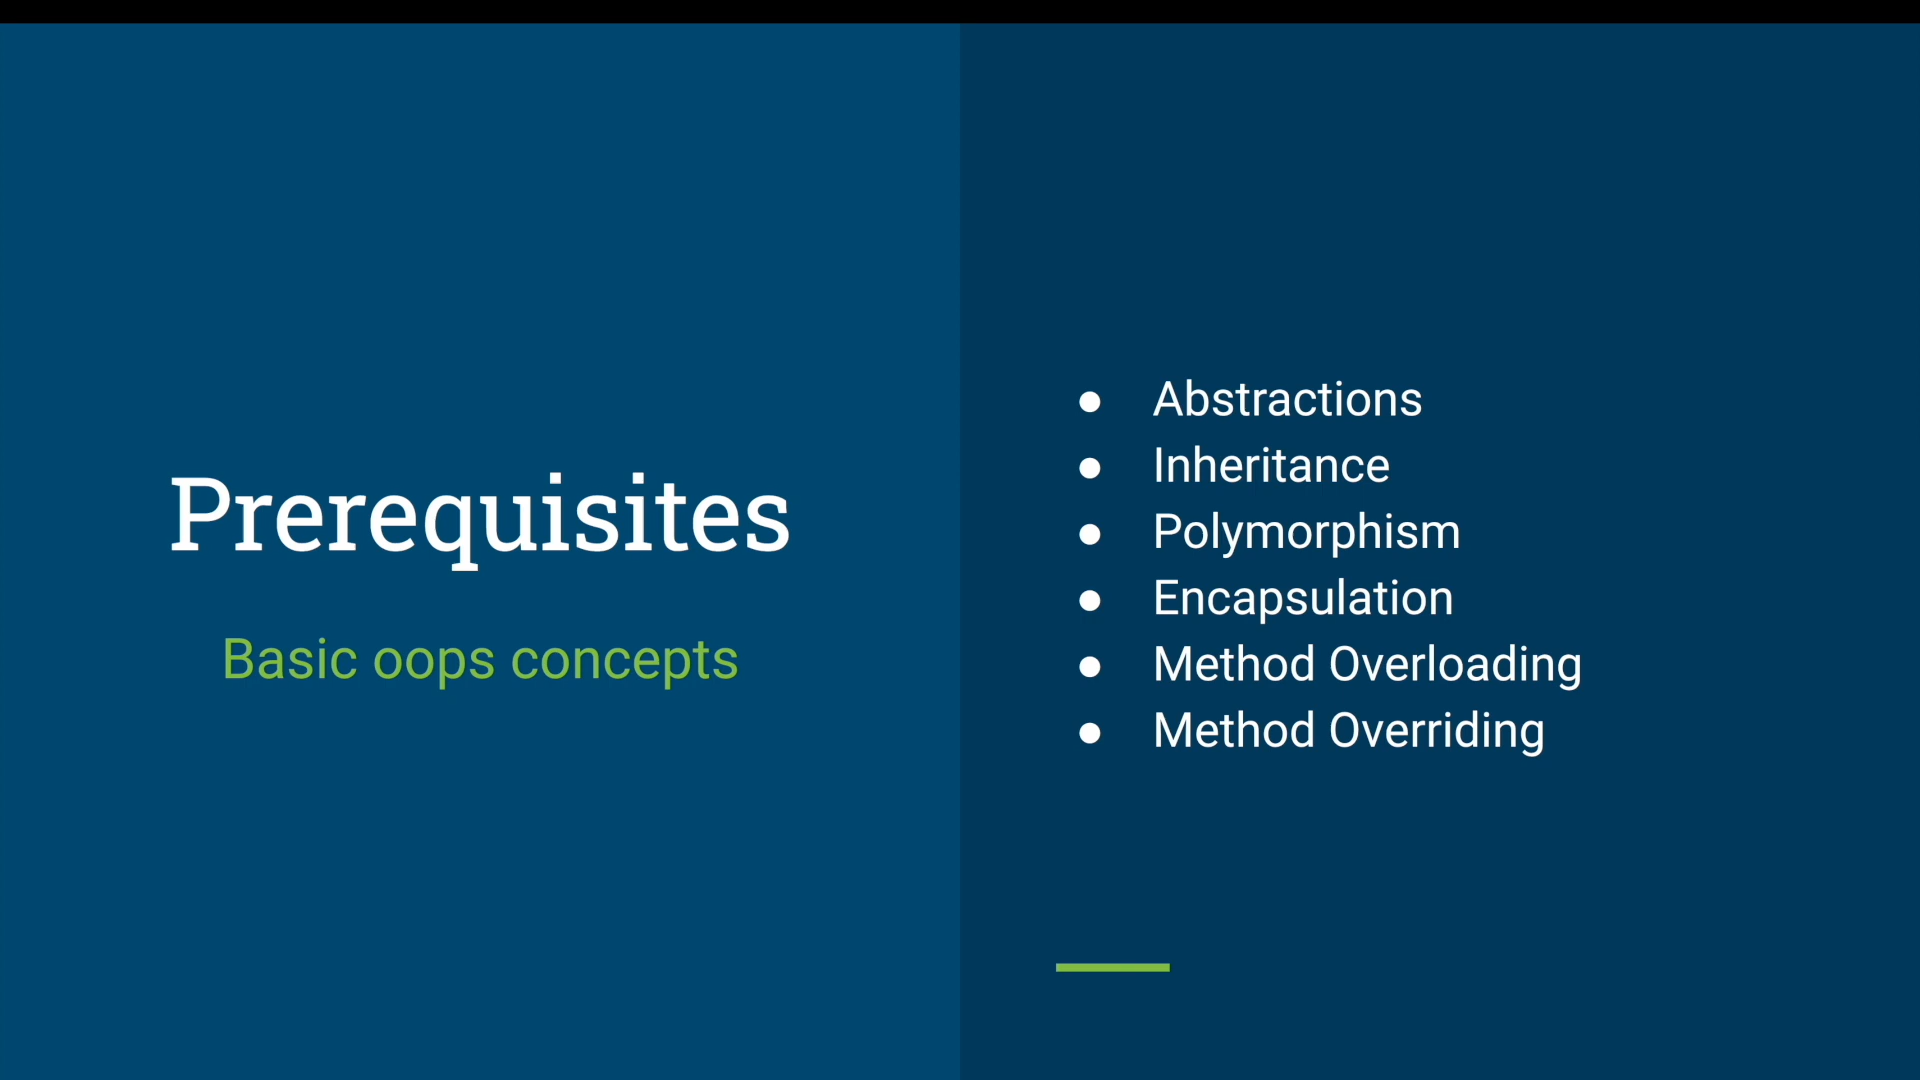 Prerequisites
Basic oops concepts
● Abstractions
● Inheritance
● Polymorphism
● Encapsulation
● Method Overloading
● Method Overriding